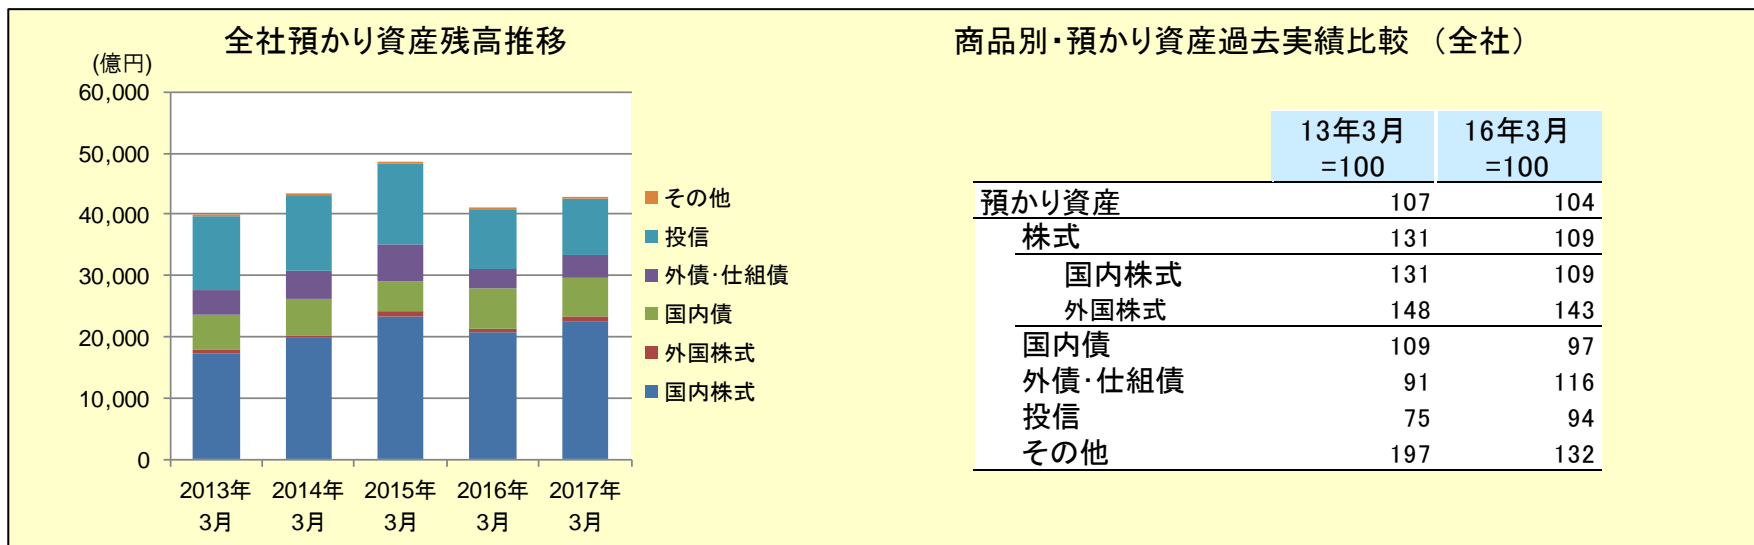 全社預かり資産残高推移
(億円)
60,000
50,000
40,000
30,000
20,000
10,000
0
2013年 2014年 2015年 2016年 2017年
3月 3月 3月 3月 3月
その他
投信
外債･仕組債
国内債
外国株式
国内株式
商品別･預かり資産過去実績比較 （全社）
13年3月 16年3月
=100 =100
預かり資産 107 104
株式 131 109
国内株式 131 109
外国株式 148 143
国内債 109 97
外債･仕組債 91 116
投信 75 94
その他 197 132